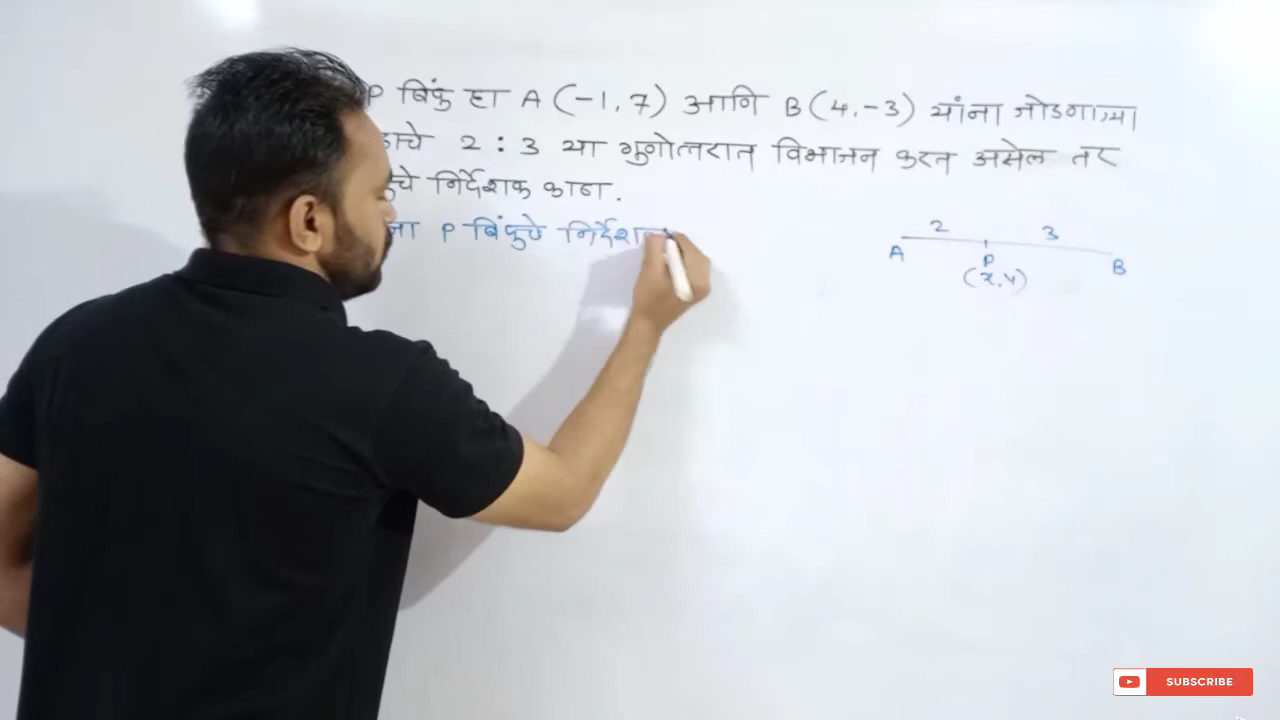 P बिंदु हा A (-1, 7) आणि B (4, -3) यांना जोडणाऱ्या
2 : 3 या गुणोत्तरात विभाजन करत असेल तर
निर्देशक काढा.
P बिंदुचे निर्देशक
2 3
A P B
(x, y)
SUBSCRIBE